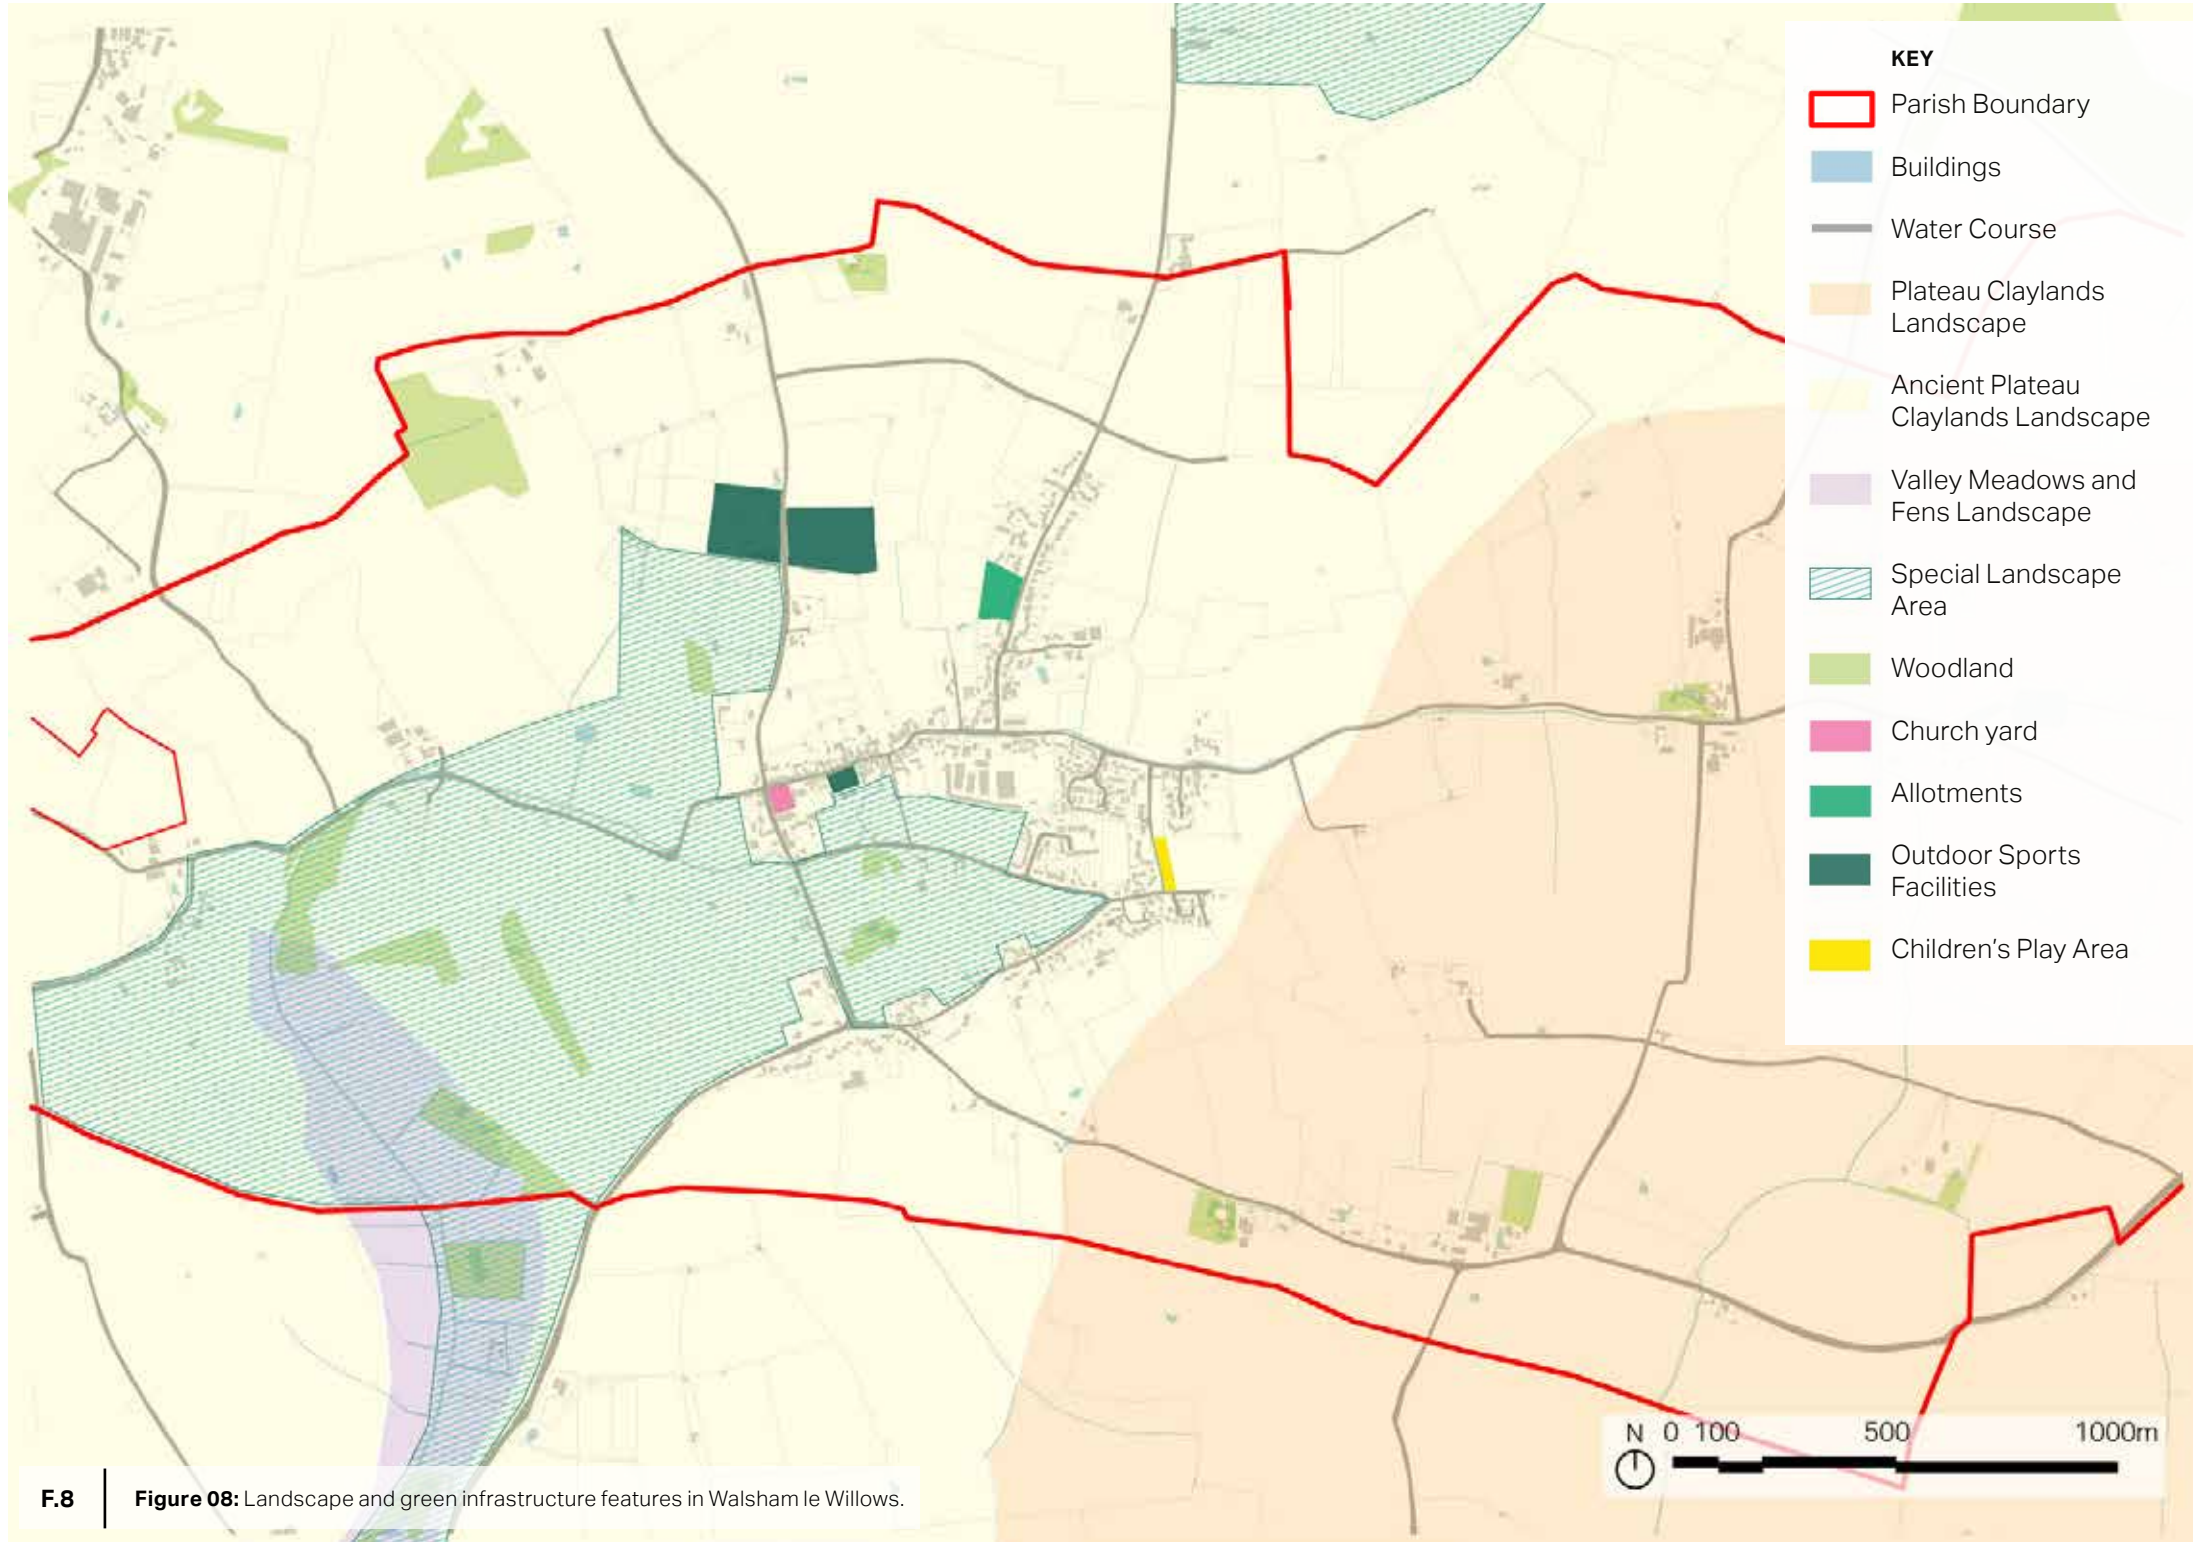 KEY
Parish Boundary
Buildings
Water Course
Plateau Claylands
Landscape
Ancient Plateau
Claylands Landscape
Valley Meadows and
Fens Landscape
Special Landscape
Area
Woodland
Church yard
Allotments
Outdoor Sports
Facilities
Children's Play Area
N 0 100 500 1000m
F.8 Figure 08: Landscape and green infrastructure features in Walsham le Willows.